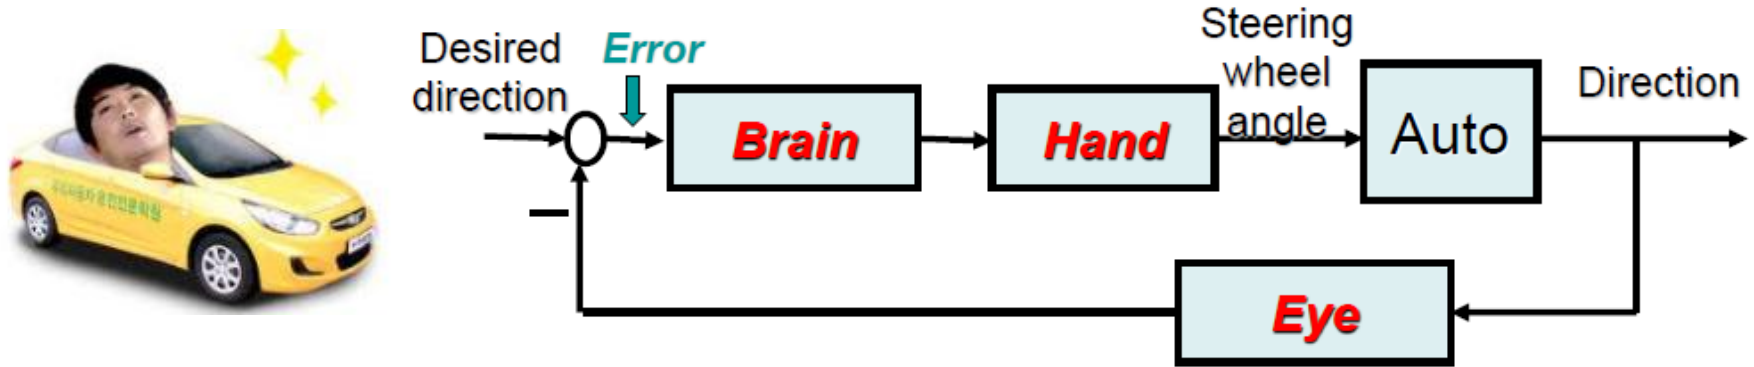 Desired
direction
Error
Brain
Hand
Steering
wheel
angle
Auto
Direction
–
Eye